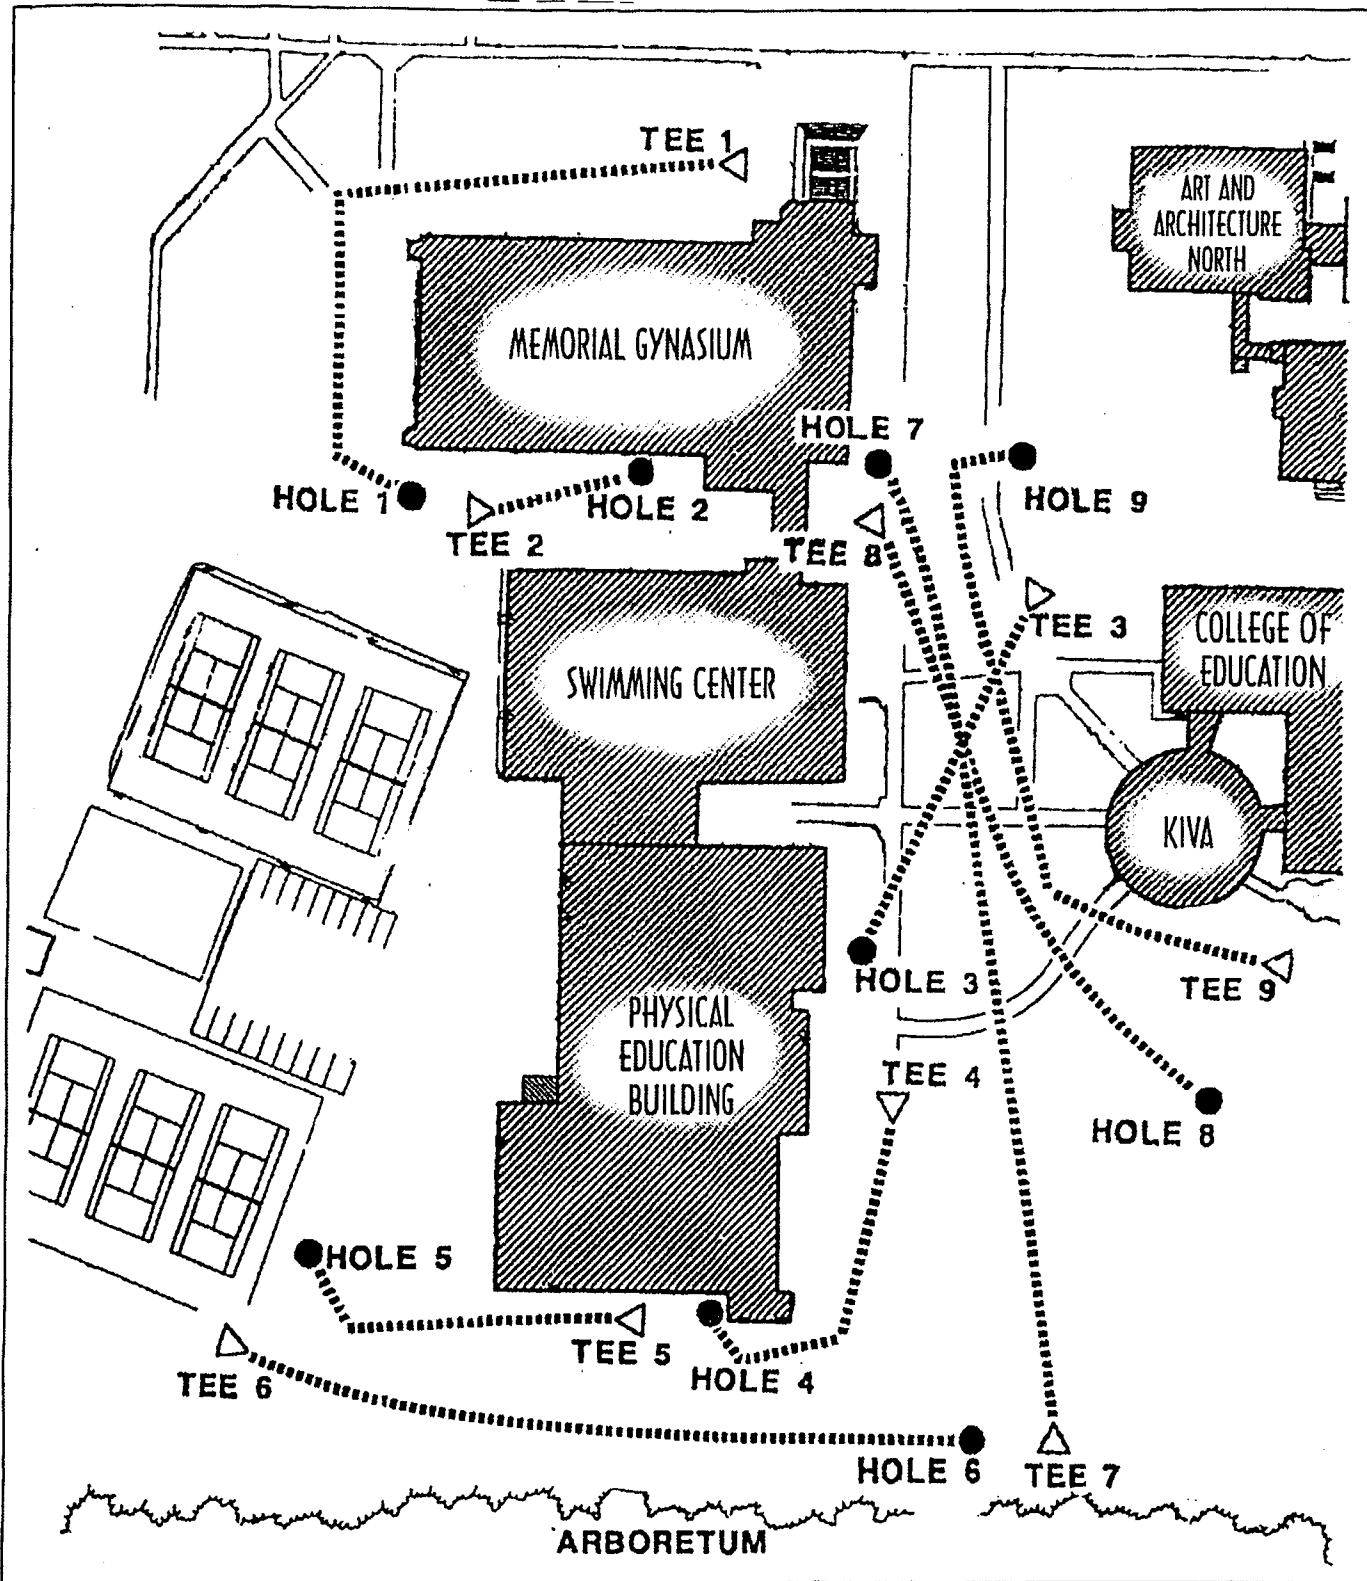 TEE 1
ART AND
ARCHITECTURE
NORTH
MEMORIAL GYNASIUM
HOLE 7
HOLE 1
HOLE 2
HOLE 9
TEE 2
TEE 8
TEE 3
COLLEGE OF
EDUCATION
SWIMMING CENTER
KIVA
HOLE 3
TEE 9
PHYSICAL
EDUCATION
BUILDING
TEE 4
HOLE 8
HOLE 5
TEE 5
HOLE 4
TEE 6
HOLE 6
TEE 7
ARBORETUM